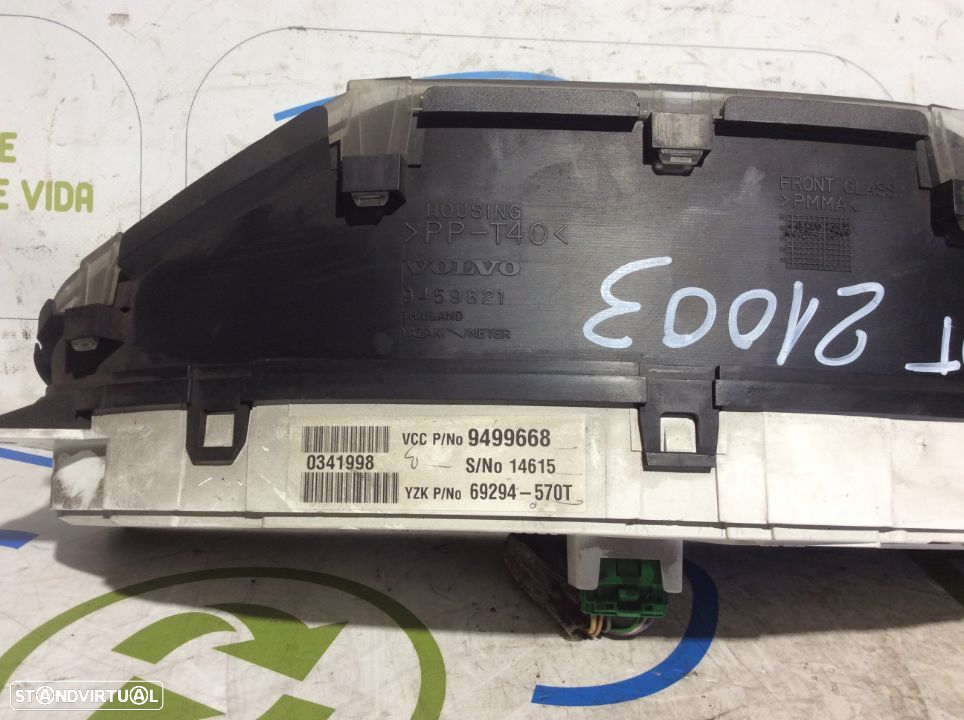 E
E VIDA
HOUSING
>PP-T40<
VOLVO
9459821
THAILAND
YAZAKI METER
FRONT GLASS
>PMMA<
21003
VCC P/No 9499668
0341998
S/No 14615
YZK P/No 69294-570T
STANDVIRTUAL